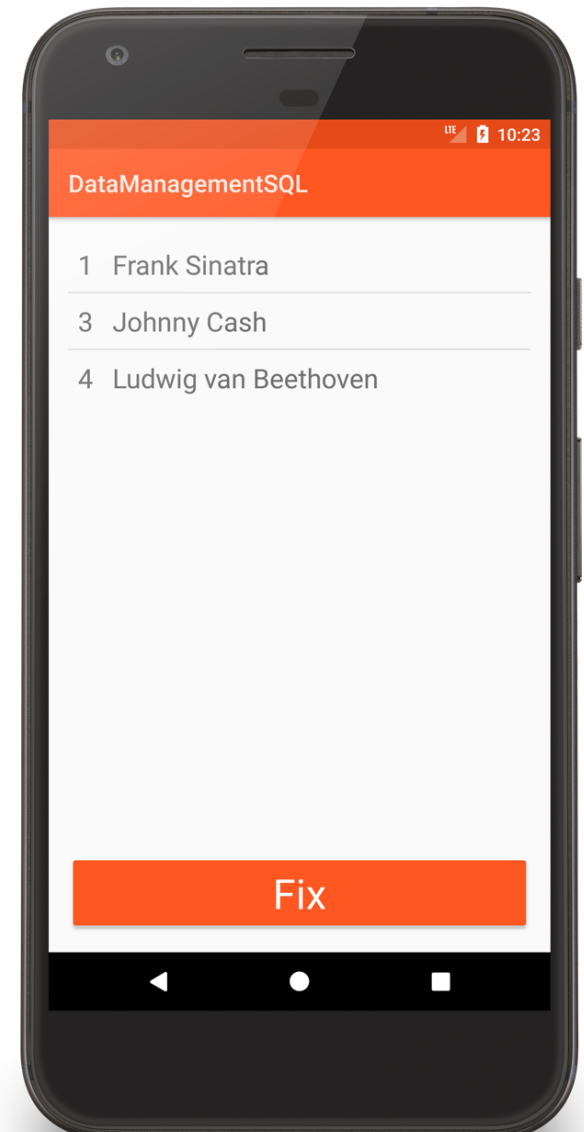 LTE 10:23
DataManagementSQL
1 Frank Sinatra
3 Johnny Cash
4 Ludwig van Beethoven
Fix